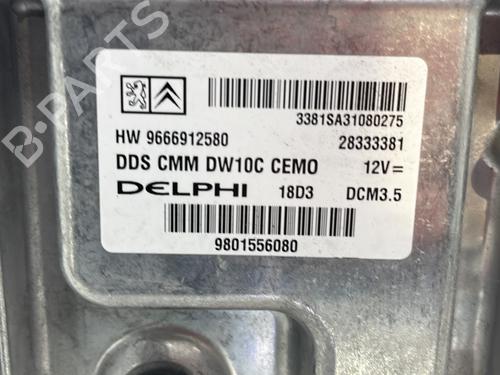 3381SA31080275
HW 9666912580 28333381
DDS CMM DW10C CEMO 12V=
DELPHI 18D3 DCM3.5
9801556080
B-PARTS